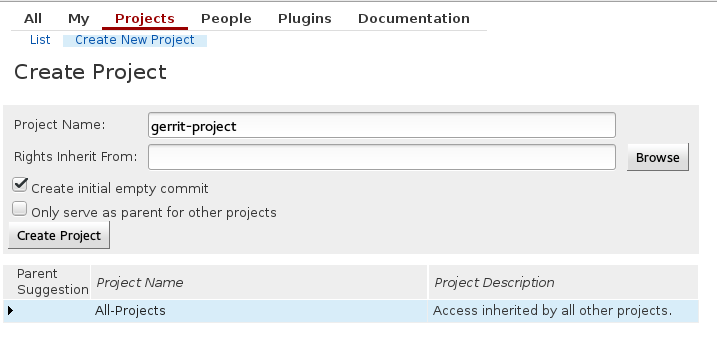 All My Projects People Plugins Documentation
List Create New Project
Create Project
Project Name: gerrit-project
Rights Inherit From: Browse
Create initial empty commit
Only serve as parent for other projects
Create Project
Parent Suggestion Project Name Project Description
All-Projects Access inherited by all other projects.